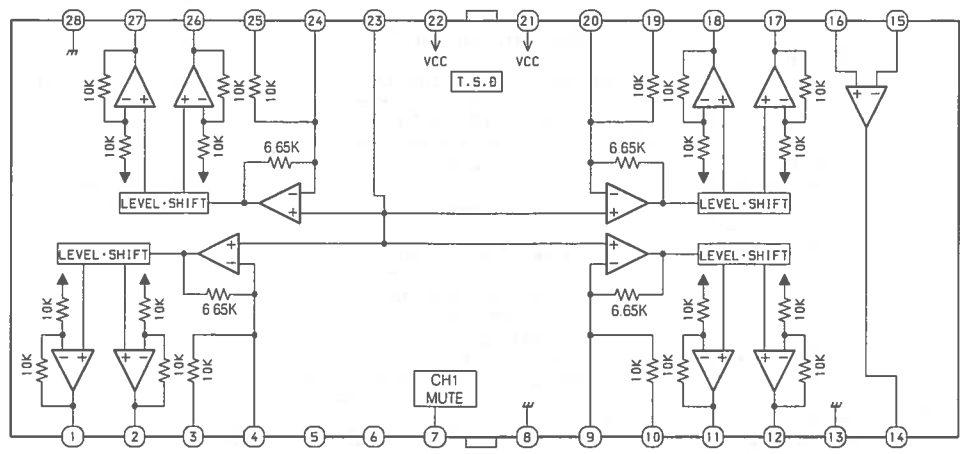 28 27 26 25 24 23 22 21 20 19 18 17 16 15
VCC VCC
T.S.D
10K 10K 10K 10K 10K 10K 10K 10K
− + − + − + − + + −
10K 10K 10K 10K
6.65K 6.65K
− + − +
LEVEL·SHIFT LEVEL·SHIFT
LEVEL·SHIFT LEVEL·SHIFT
+ − + −
6.65K 6.65K
10K 10K 10K 10K
10K 10K 10K 10K 10K 10K
− + + − − + + −
CH1
MUTE
1 2 3 4 5 6 7 8 9 10 11 12 13 14